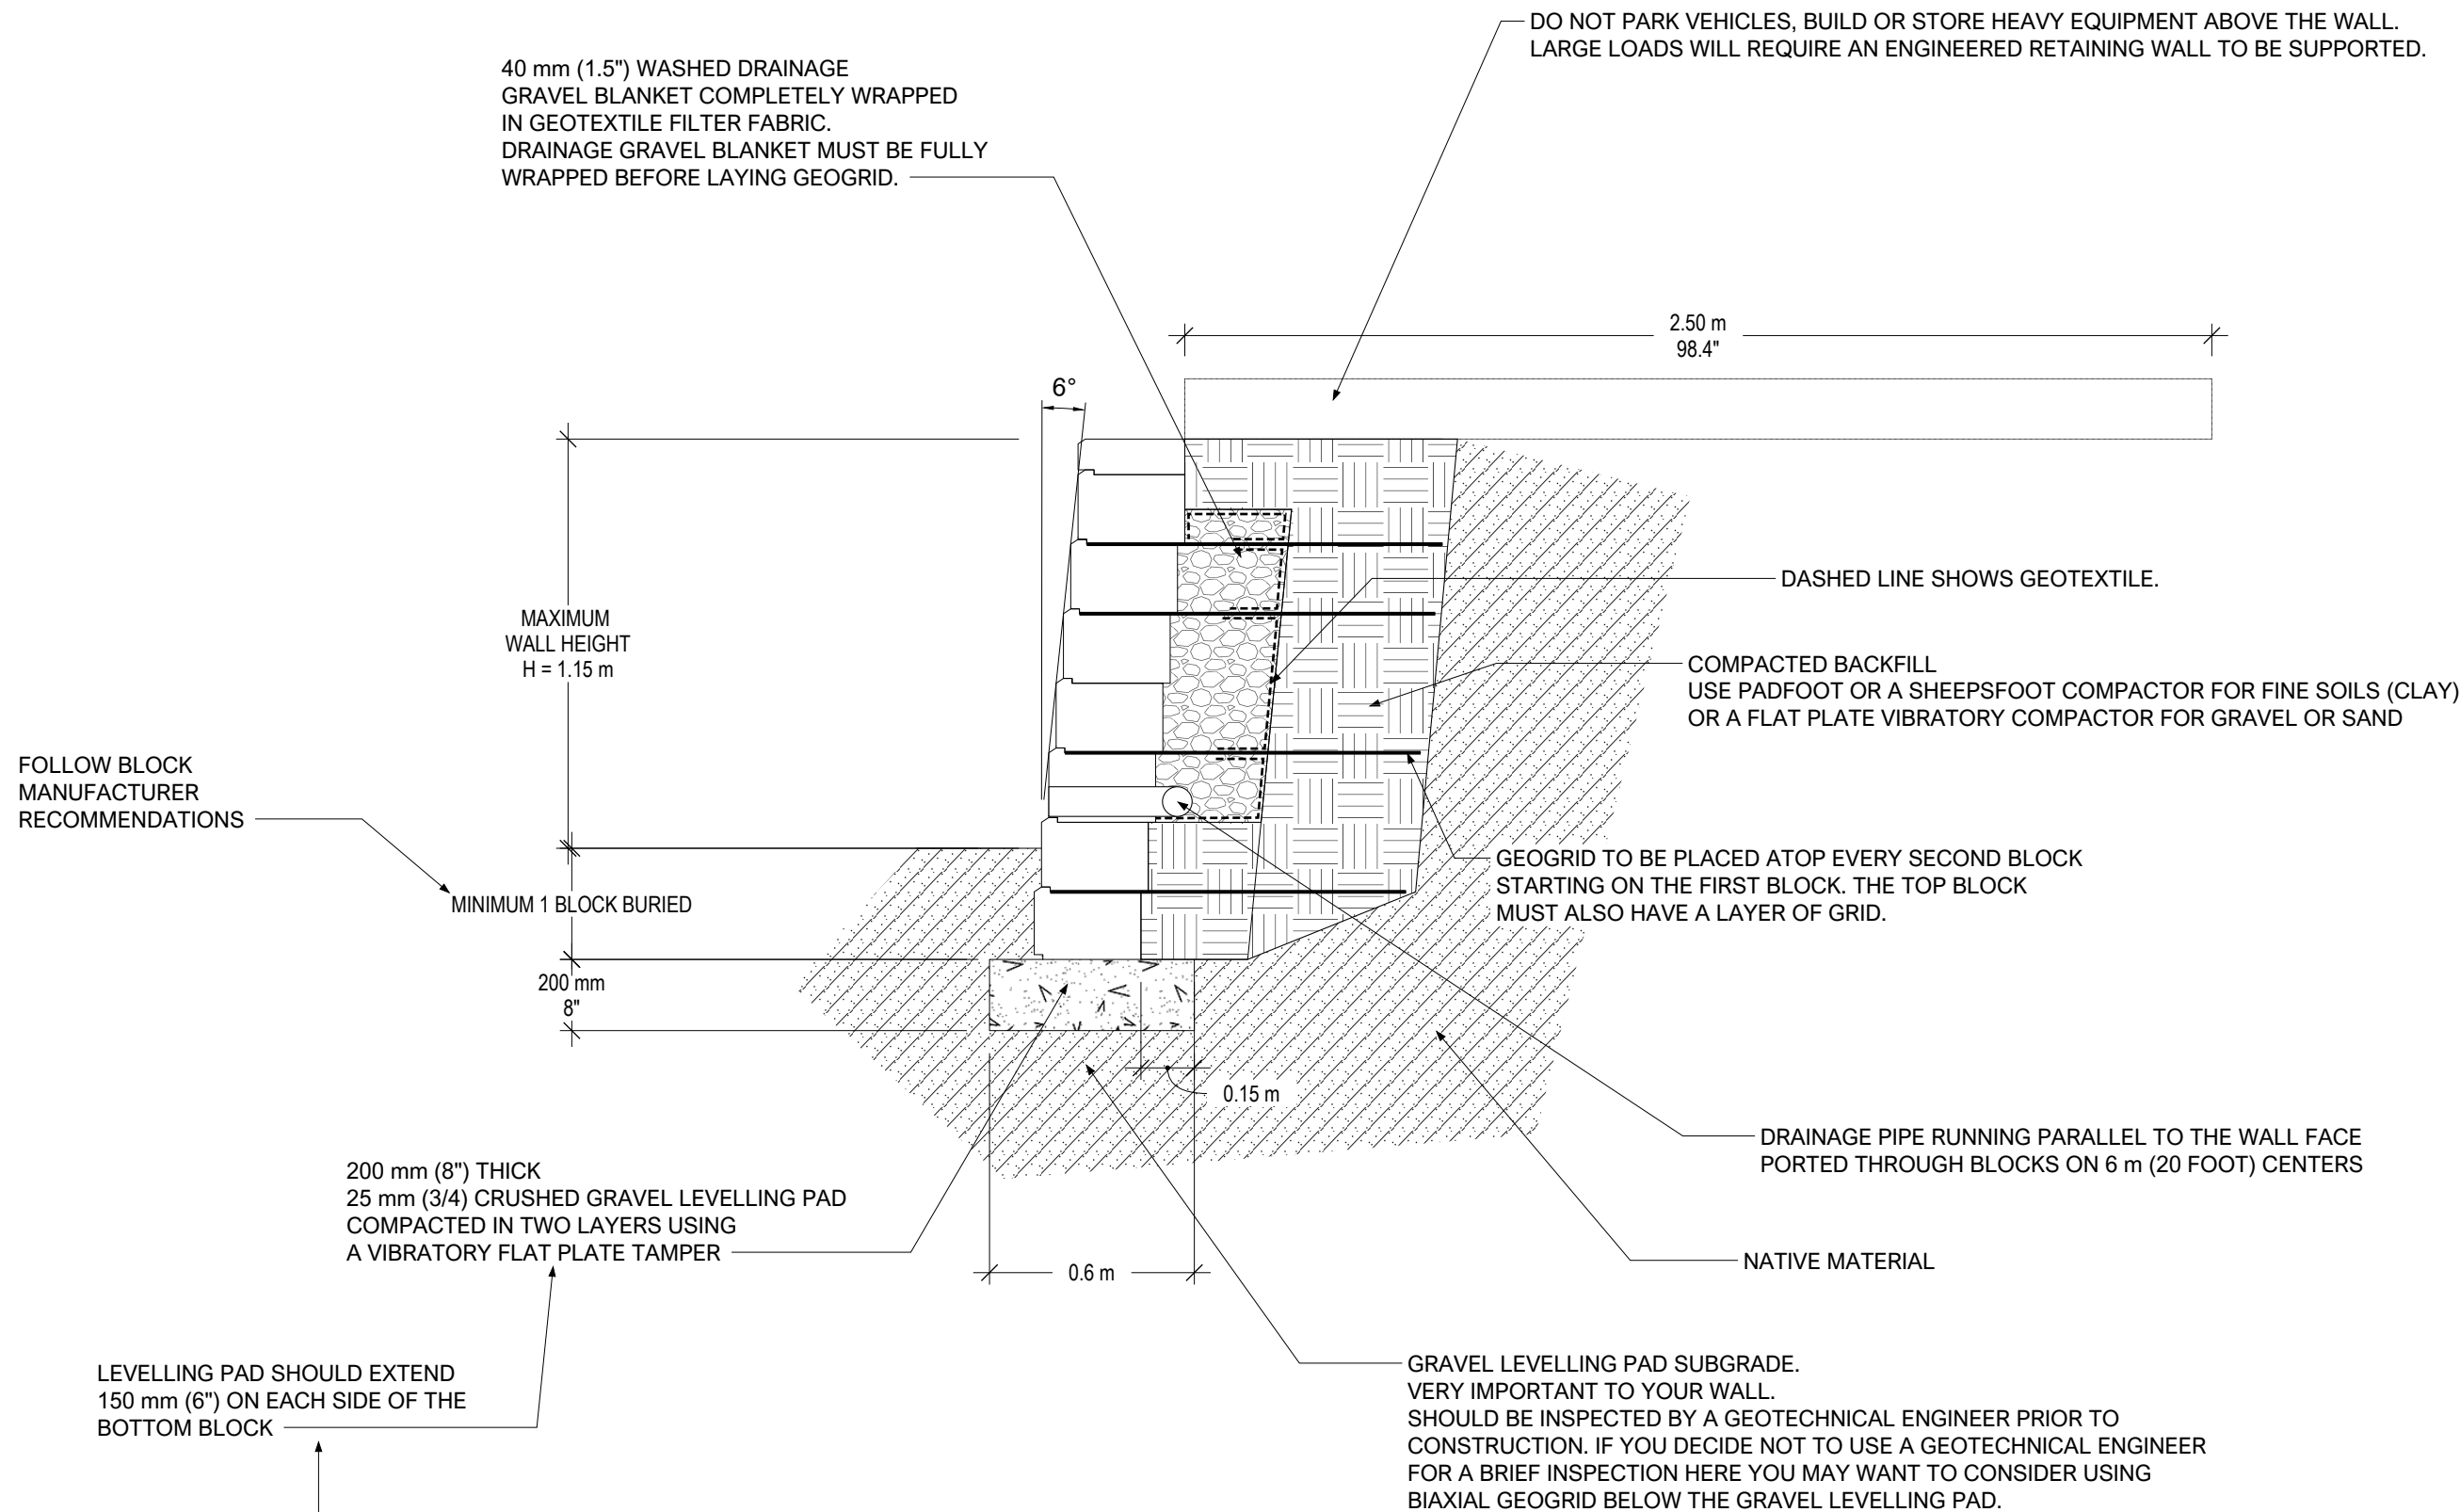 DO NOT PARK VEHICLES, BUILD OR STORE HEAVY EQUIPMENT ABOVE THE WALL.
LARGE LOADS WILL REQUIRE AN ENGINEERED RETAINING WALL TO BE SUPPORTED.
40 mm (1.5") WASHED DRAINAGE
GRAVEL BLANKET COMPLETELY WRAPPED
IN GEOTEXTILE FILTER FABRIC.
DRAINAGE GRAVEL BLANKET MUST BE FULLY
WRAPPED BEFORE LAYING GEOGRID.
2.50 m
98.4"
6°
DASHED LINE SHOWS GEOTEXTILE.
MAXIMUM
WALL HEIGHT
H = 1.15 m
COMPACTED BACKFILL
USE PADFOOT OR A SHEEPSFOOT COMPACTOR FOR FINE SOILS (CLAY)
OR A FLAT PLATE VIBRATORY COMPACTOR FOR GRAVEL OR SAND
FOLLOW BLOCK
MANUFACTURER
RECOMMENDATIONS
MINIMUM 1 BLOCK BURIED
GEOGRID TO BE PLACED ATOP EVERY SECOND BLOCK
STARTING ON THE FIRST BLOCK. THE TOP BLOCK
MUST ALSO HAVE A LAYER OF GRID.
200 mm
8"
0.15 m
DRAINAGE PIPE RUNNING PARALLEL TO THE WALL FACE
PORTED THROUGH BLOCKS ON 6 m (20 FOOT) CENTERS
200 mm (8") THICK
25 mm (3/4) CRUSHED GRAVEL LEVELLING PAD
COMPACTED IN TWO LAYERS USING
A VIBRATORY FLAT PLATE TAMPER
0.6 m
NATIVE MATERIAL
LEVELLING PAD SHOULD EXTEND
150 mm (6") ON EACH SIDE OF THE
BOTTOM BLOCK
GRAVEL LEVELLING PAD SUBGRADE.
VERY IMPORTANT TO YOUR WALL.
SHOULD BE INSPECTED BY A GEOTECHNICAL ENGINEER PRIOR TO
CONSTRUCTION. IF YOU DECIDE NOT TO USE A GEOTECHNICAL ENGINEER
FOR A BRIEF INSPECTION HERE YOU MAY WANT TO CONSIDER USING
BIAXIAL GEOGRID BELOW THE GRAVEL LEVELLING PAD.